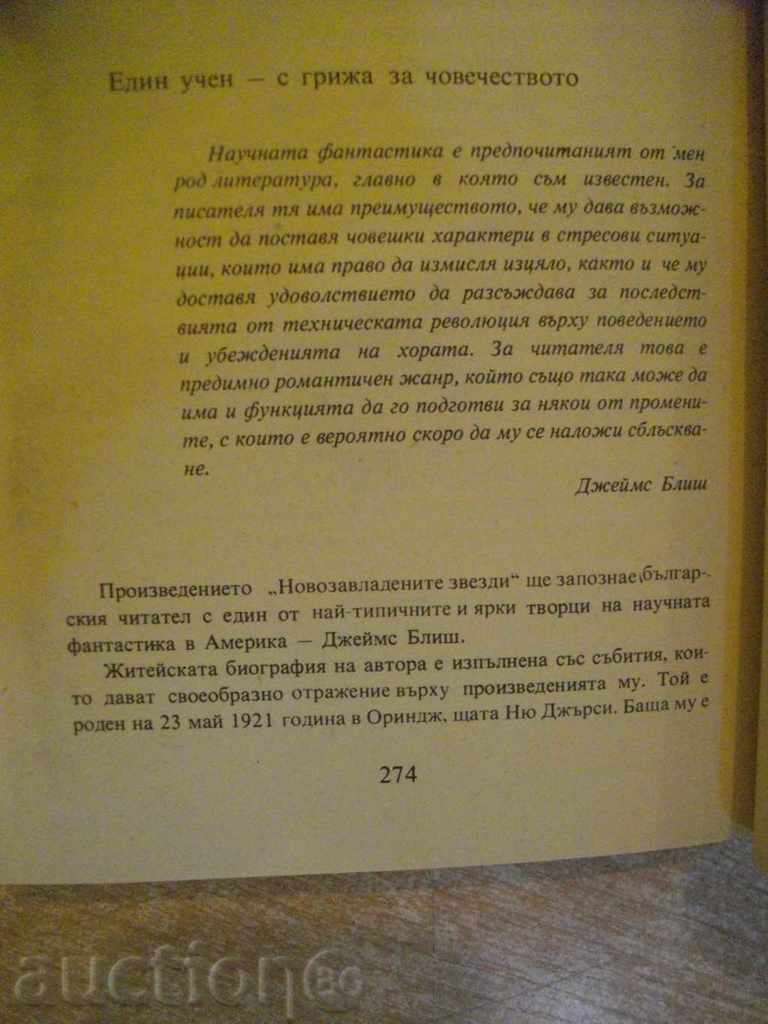 Един учен – с грижа за човечеството
Научната фантастика е предпочитаният от мен
род литература, главно в която съм известен. За
писателя тя има преимуществото, че му дава възмож-
ност да поставя човешки характери в стресови ситуа-
ции, които има право да измисля изцяло, както и че му
доставя удоволствието да разсъждава за последст-
вията от техническата революция върху поведението
и убежденията на хората. За читателя това е
предимно романтичен жанр, който също така може да
има и функцията да го подготви за някои от промени-
те, с които е вероятно скоро да му се наложи сблъсква-
не.
Джеймс Блиш
Произведението „Новозавладените звезди“ ще запознае българ-
ския читател с един от най-типичните и ярки творци на научната
фантастика в Америка – Джеймс Блиш.
Житейската биография на автора е изпълнена със събития, кои-
то дават своеобразно отражение върху произведенията му. Той е
роден на 23 май 1921 година в Ориндж, щата Ню Джърси. Баща му е
274
auction.BG